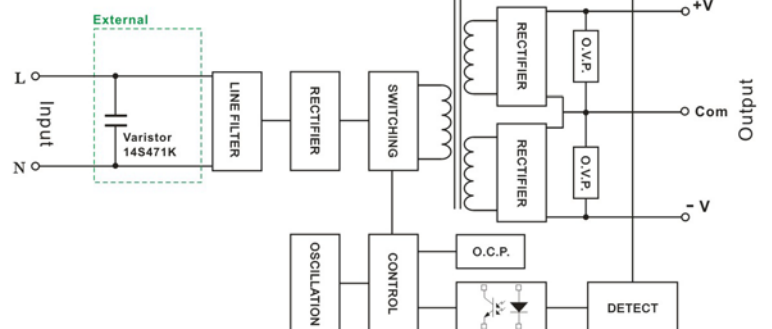 External
+V
L
Input
N
Varistor
14S471K
LINE FILTER
RECTIFIER
SWITCHING
RECTIFIER
O.V.P.
Com
Output
RECTIFIER
O.V.P.
- V
OSCILLATION
CONTROL
O.C.P.
DETECT